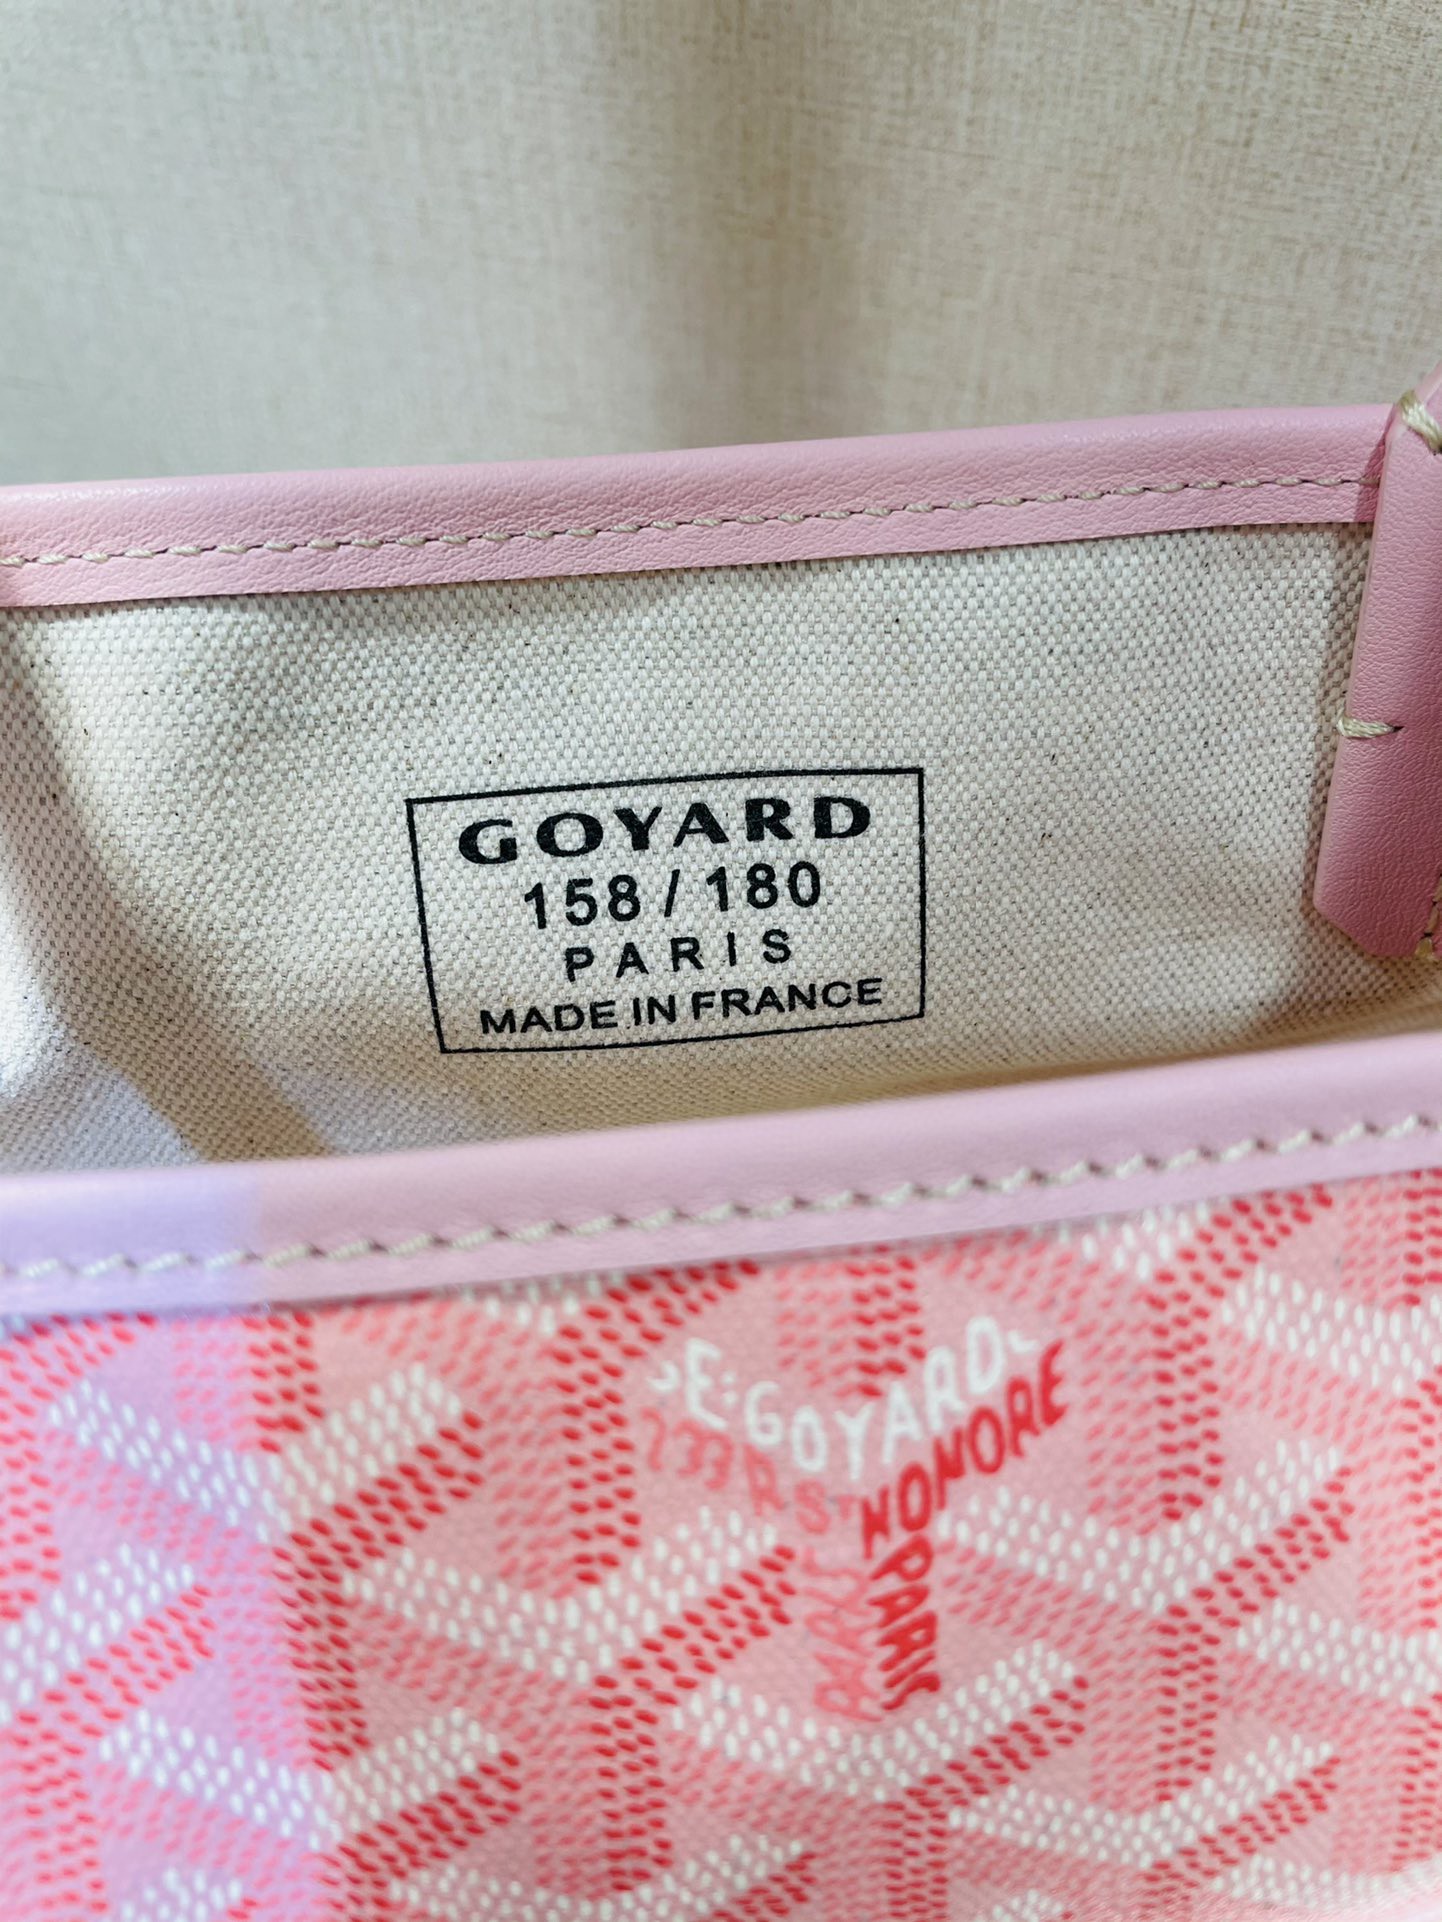 GOYARD
158 / 180
PARIS
MADE IN FRANCE
E. GOYARD
HONORE
PARIS